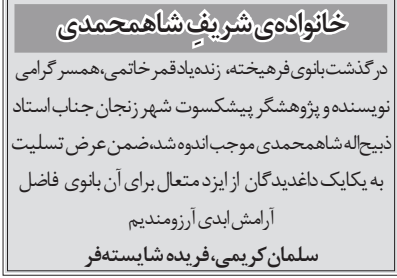 خانواده‌ی شریفِ شاهمحمدی
درگذشت بانوی فرهیخته، زنده‌یاد قمر خاتمی، همسر گرامی
نویسنده و پژوهشگر پیشکسوت شهر زنجان جناب استاد
ذبیح‌اله شاهمحمدی موجب اندوه شد، ضمن عرض تسلیت
به یکایک داغدیدگان از ایزد متعال برای آن بانوی فاضل
آرامش ابدی آرزومندیم
سلمان کریمی، فریده شایسته‌فر